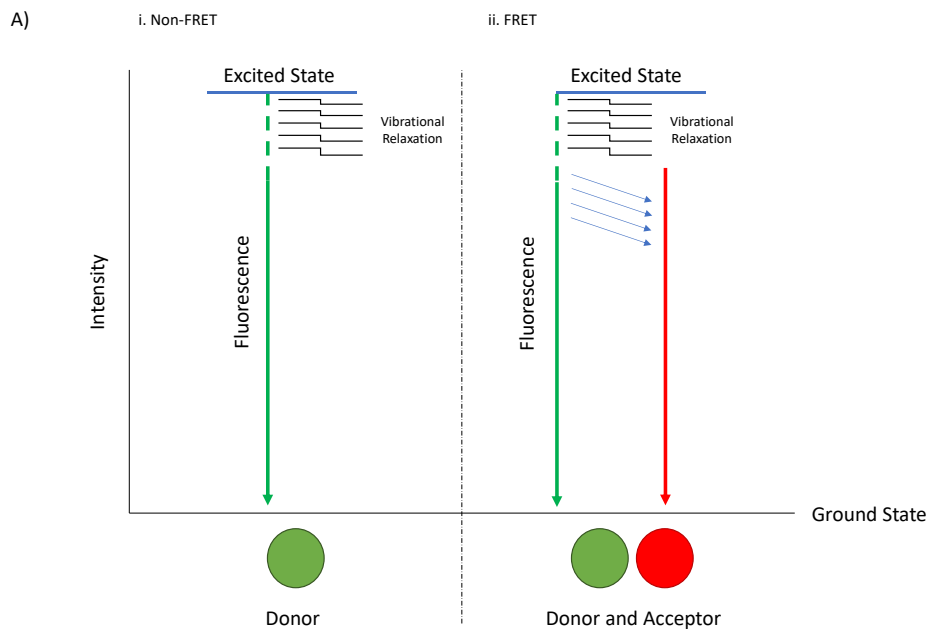 A)
i. Non-FRET
ii. FRET
Excited State
Excited State
Vibrational
Relaxation
Vibrational
Relaxation
Intensity
Fluorescence
Fluorescence
Ground State
Donor
Donor and Acceptor